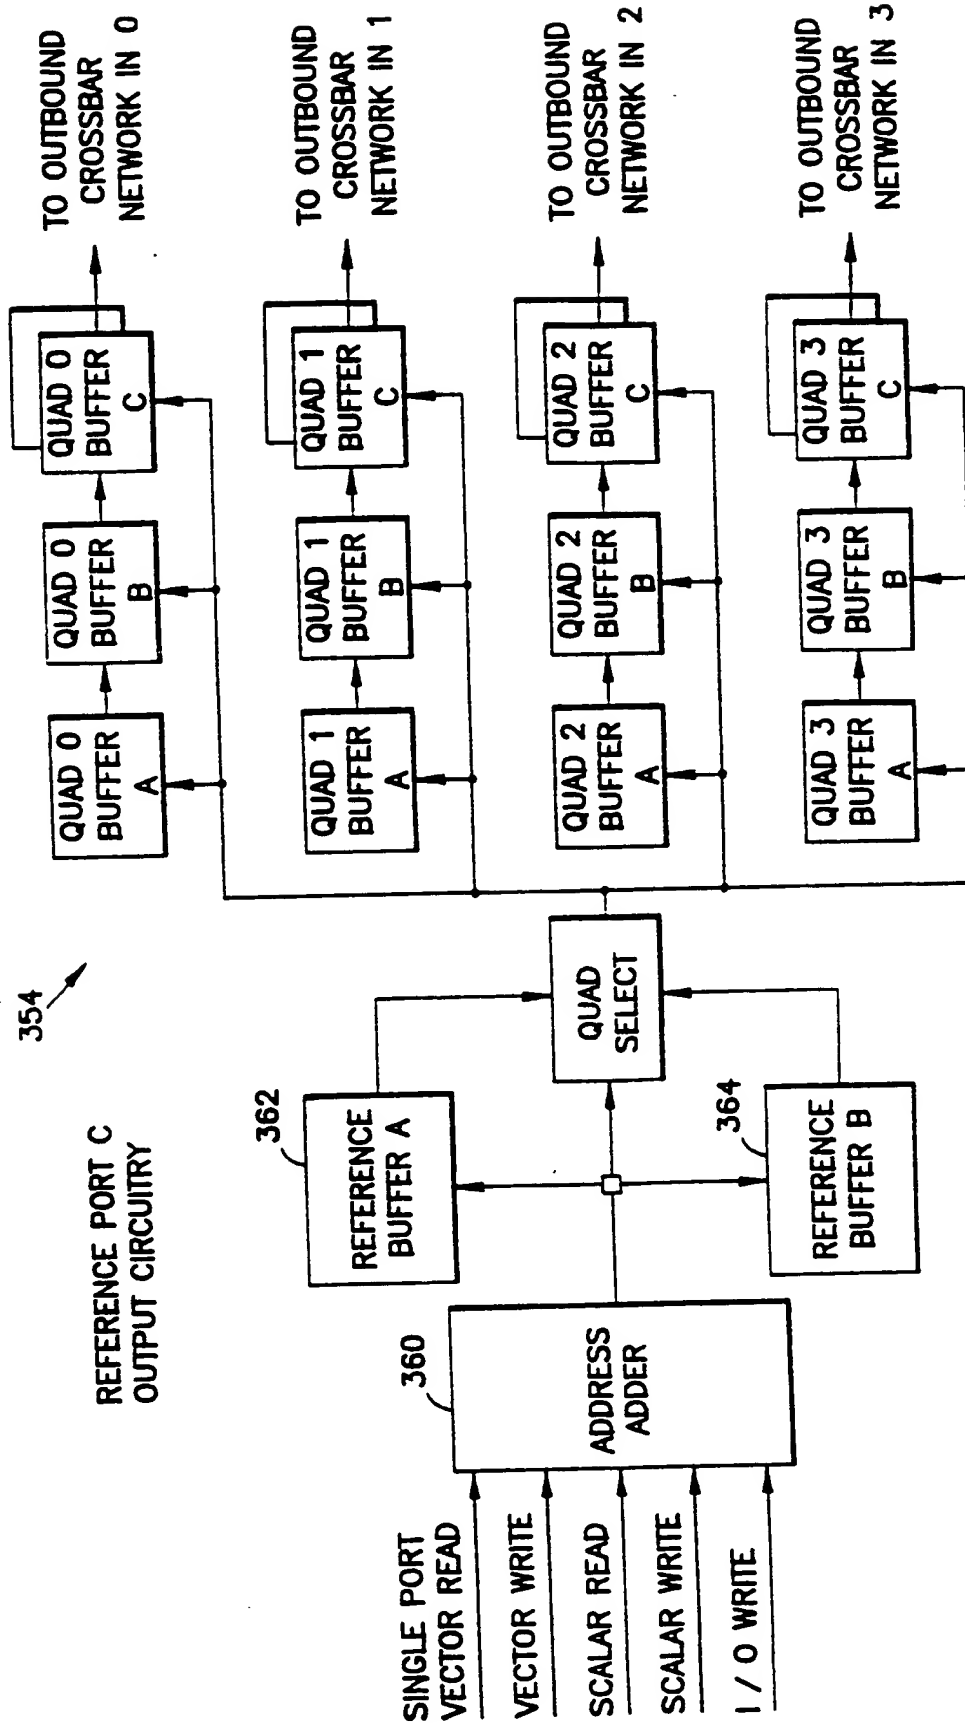 REFERENCE PORT C
OUTPUT CIRCUITRY
354
SINGLE PORT
VECTOR READ
VECTOR WRITE
SCALAR READ
SCALAR WRITE
I / O WRITE
360
ADDRESS
ADDER
362
REFERENCE
BUFFER A
364
REFERENCE
BUFFER B
QUAD
SELECT
QUAD 0
BUFFER
A
QUAD 0
BUFFER
B
QUAD 0
BUFFER
C
TO OUTBOUND
CROSSBAR
NETWORK IN 0
QUAD 1
BUFFER
A
QUAD 1
BUFFER
B
QUAD 1
BUFFER
C
TO OUTBOUND
CROSSBAR
NETWORK IN 1
QUAD 2
BUFFER
A
QUAD 2
BUFFER
B
QUAD 2
BUFFER
C
TO OUTBOUND
CROSSBAR
NETWORK IN 2
QUAD 3
BUFFER
A
QUAD 3
BUFFER
B
QUAD 3
BUFFER
C
TO OUTBOUND
CROSSBAR
NETWORK IN 3